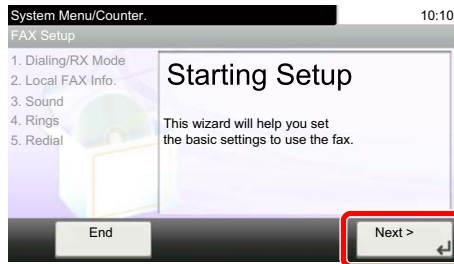 System Menu/Counter.
10:10
FAX Setup
1. Dialing/RX Mode
2. Local FAX Info.
3. Sound
4. Rings
5. Redial
Starting Setup
This wizard will help you set
the basic settings to use the fax.
End
Next >